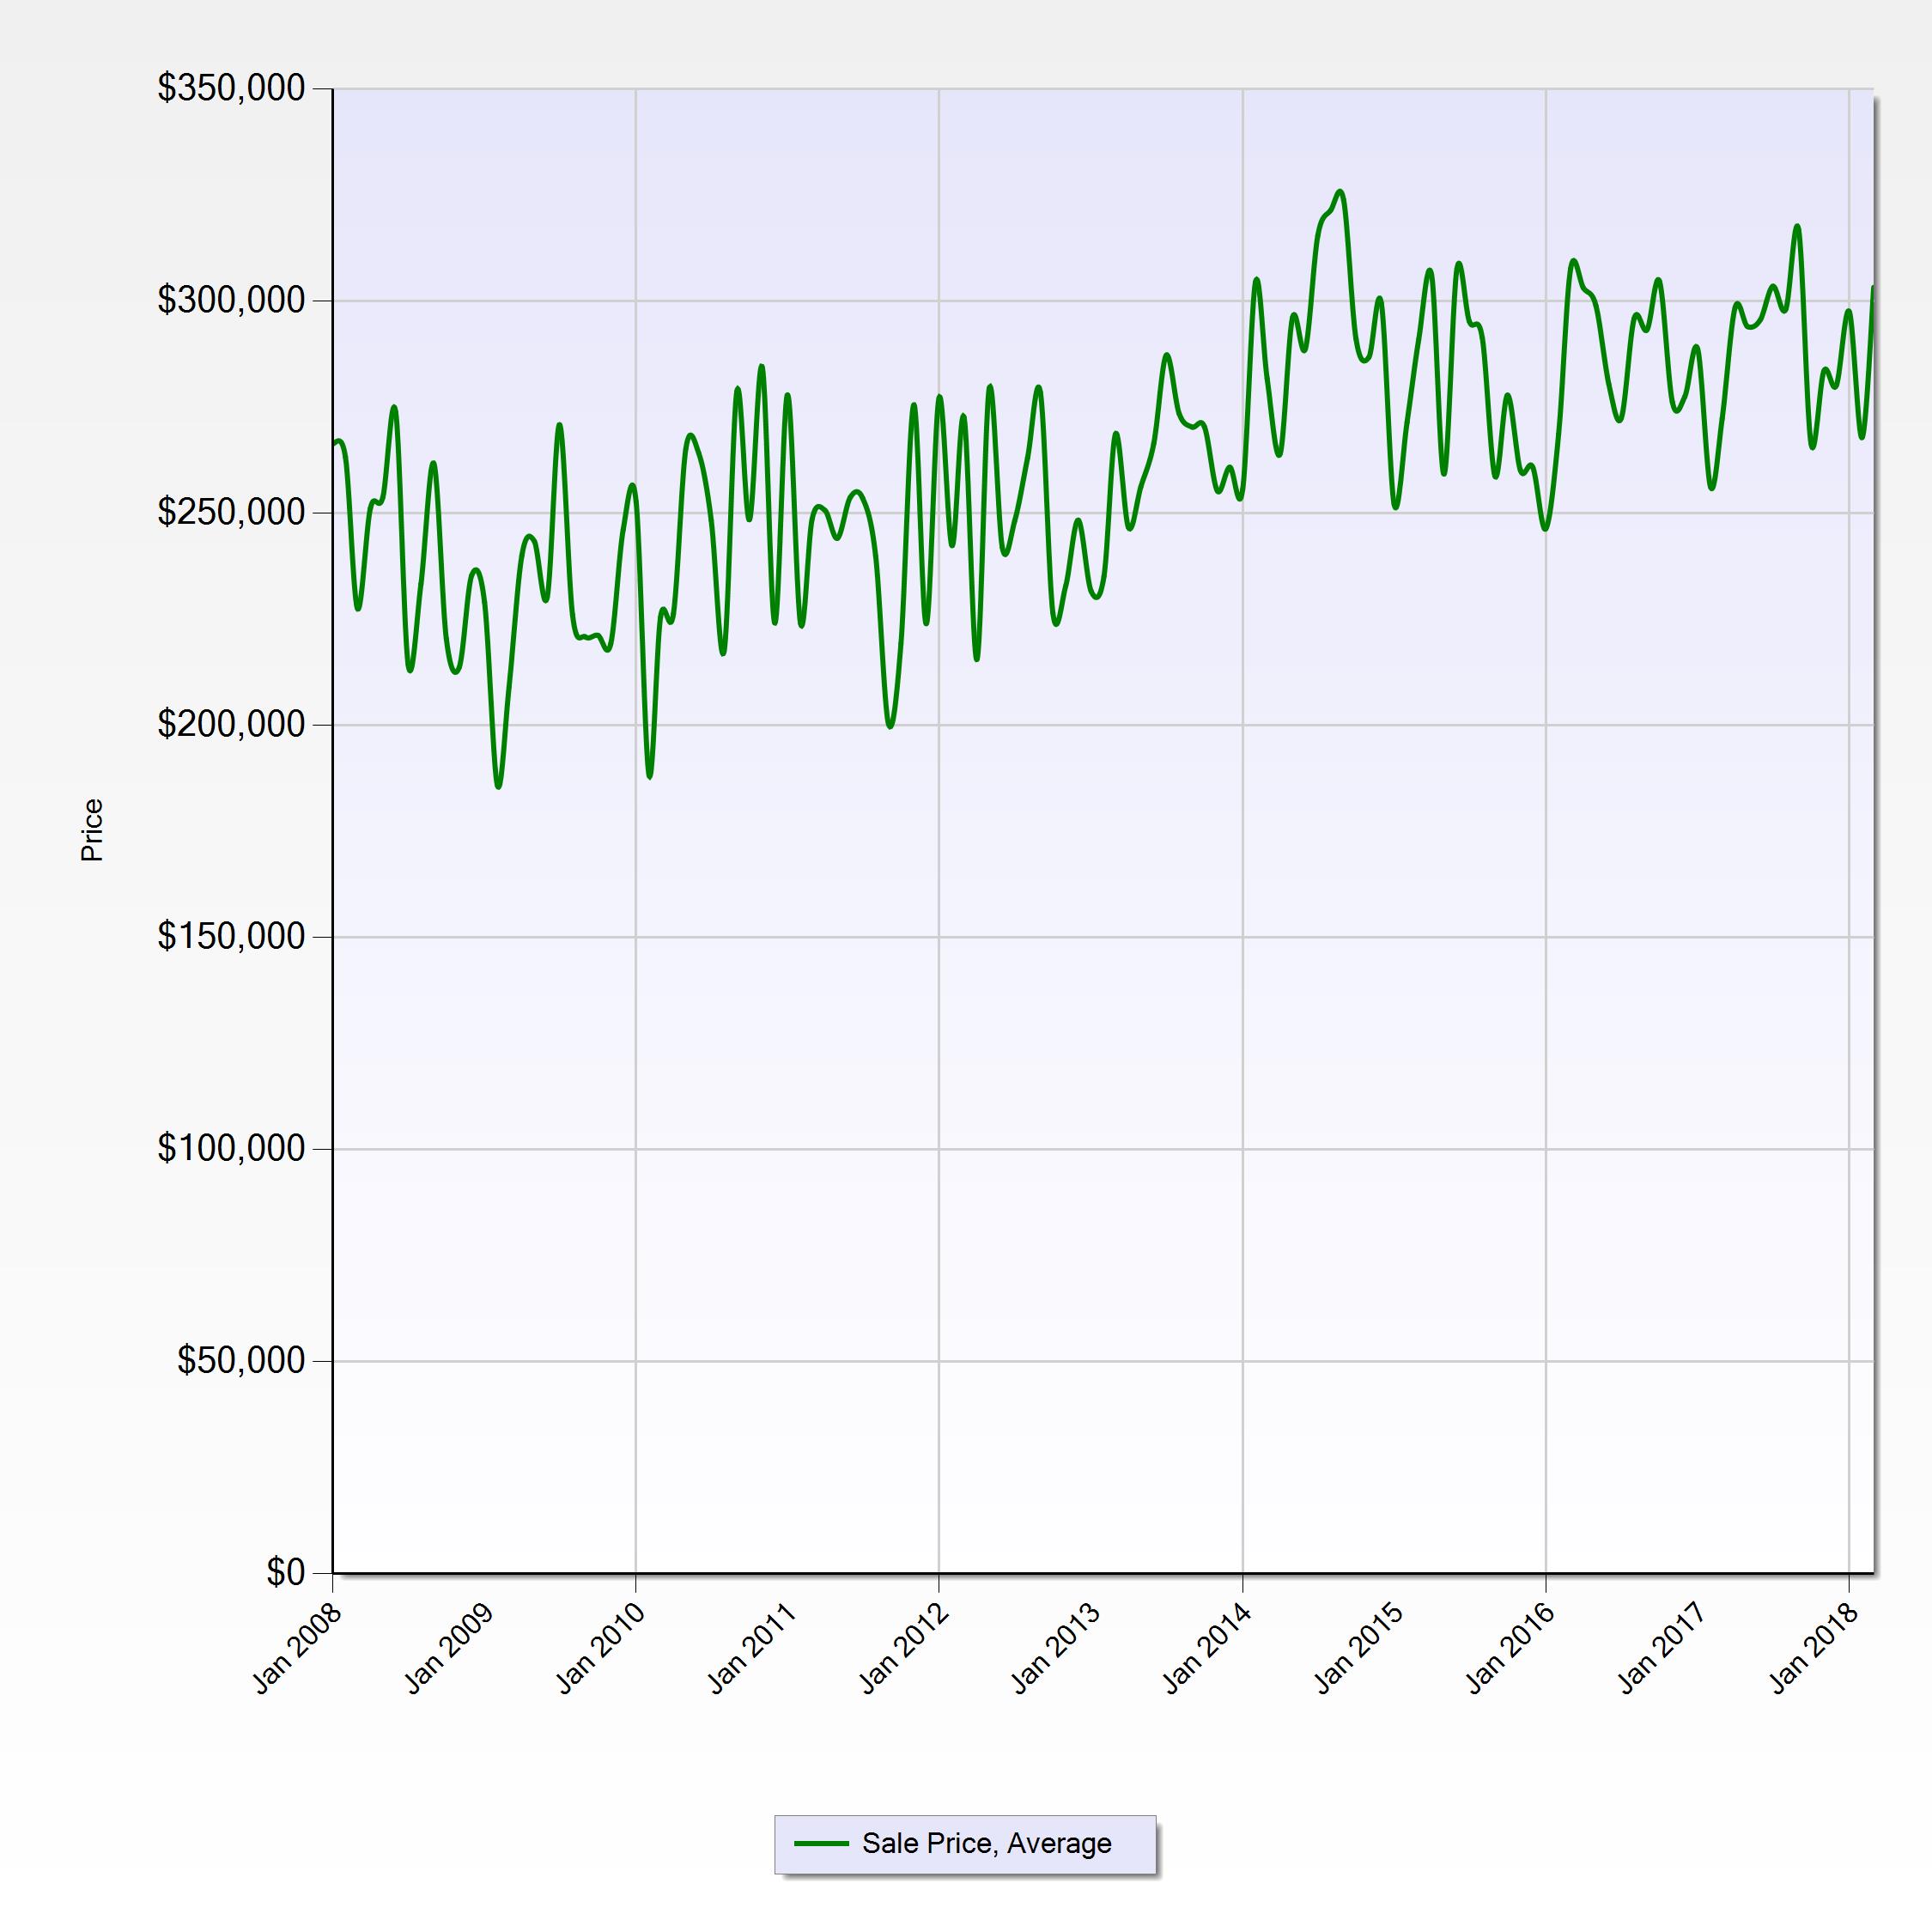 $350,000
$300,000
$250,000
$200,000
$150,000
$100,000
$50,000
$0
Price
Jan 2008
Jan 2009
Jan 2010
Jan 2011
Jan 2012
Jan 2013
Jan 2014
Jan 2015
Jan 2016
Jan 2017
Jan 2018
Sale Price, Average